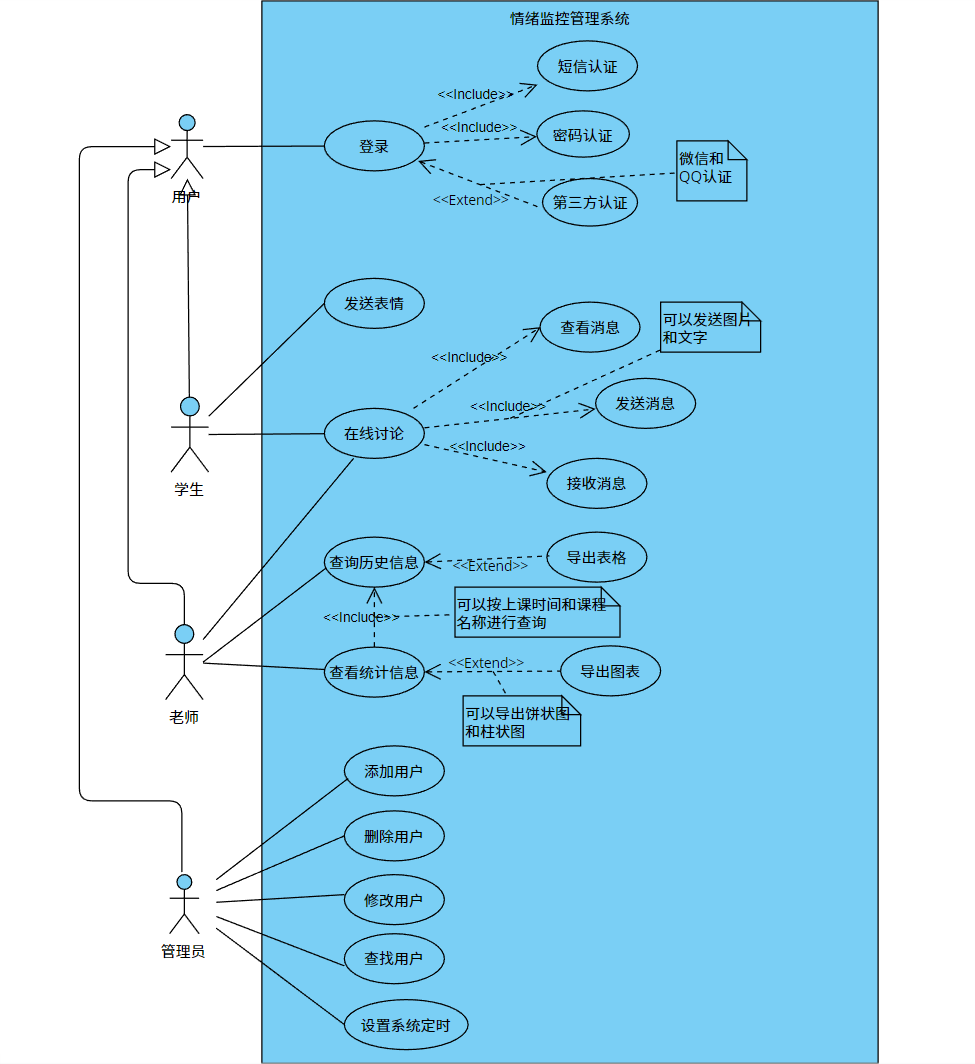 情绪监控管理系统
短信认证
<<Include>>
<<Include>>
密码认证
登录
微信和
QQ认证
用户
<<Extend>>
第三方认证
发送表情
查看消息
可以发送图片
和文字
<<Include>>
<<Include>>
发送消息
在线讨论
<<Include>>
接收消息
学生
查询历史信息
导出表格
<<Extend>>
可以按上课时间和课程
名称进行查询
<<Include>>
<<Extend>>
查看统计信息
导出图表
可以导出饼状图
和柱状图
老师
添加用户
删除用户
修改用户
管理员
查找用户
设置系统定时